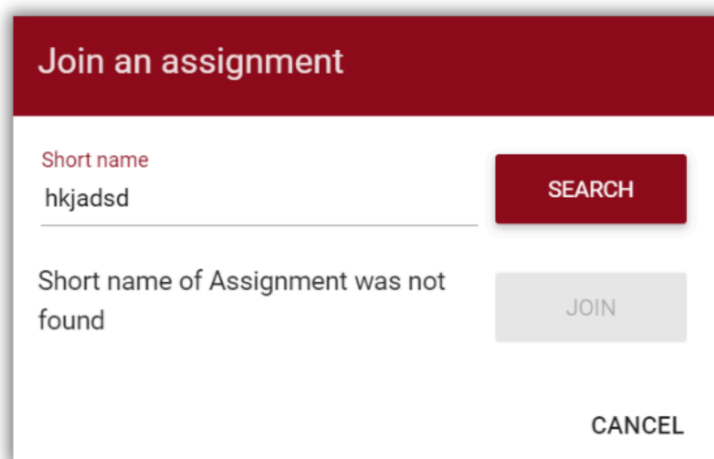 Join an assignment
Short name
hkjadsd
SEARCH
Short name of Assignment was not
found
JOIN
CANCEL